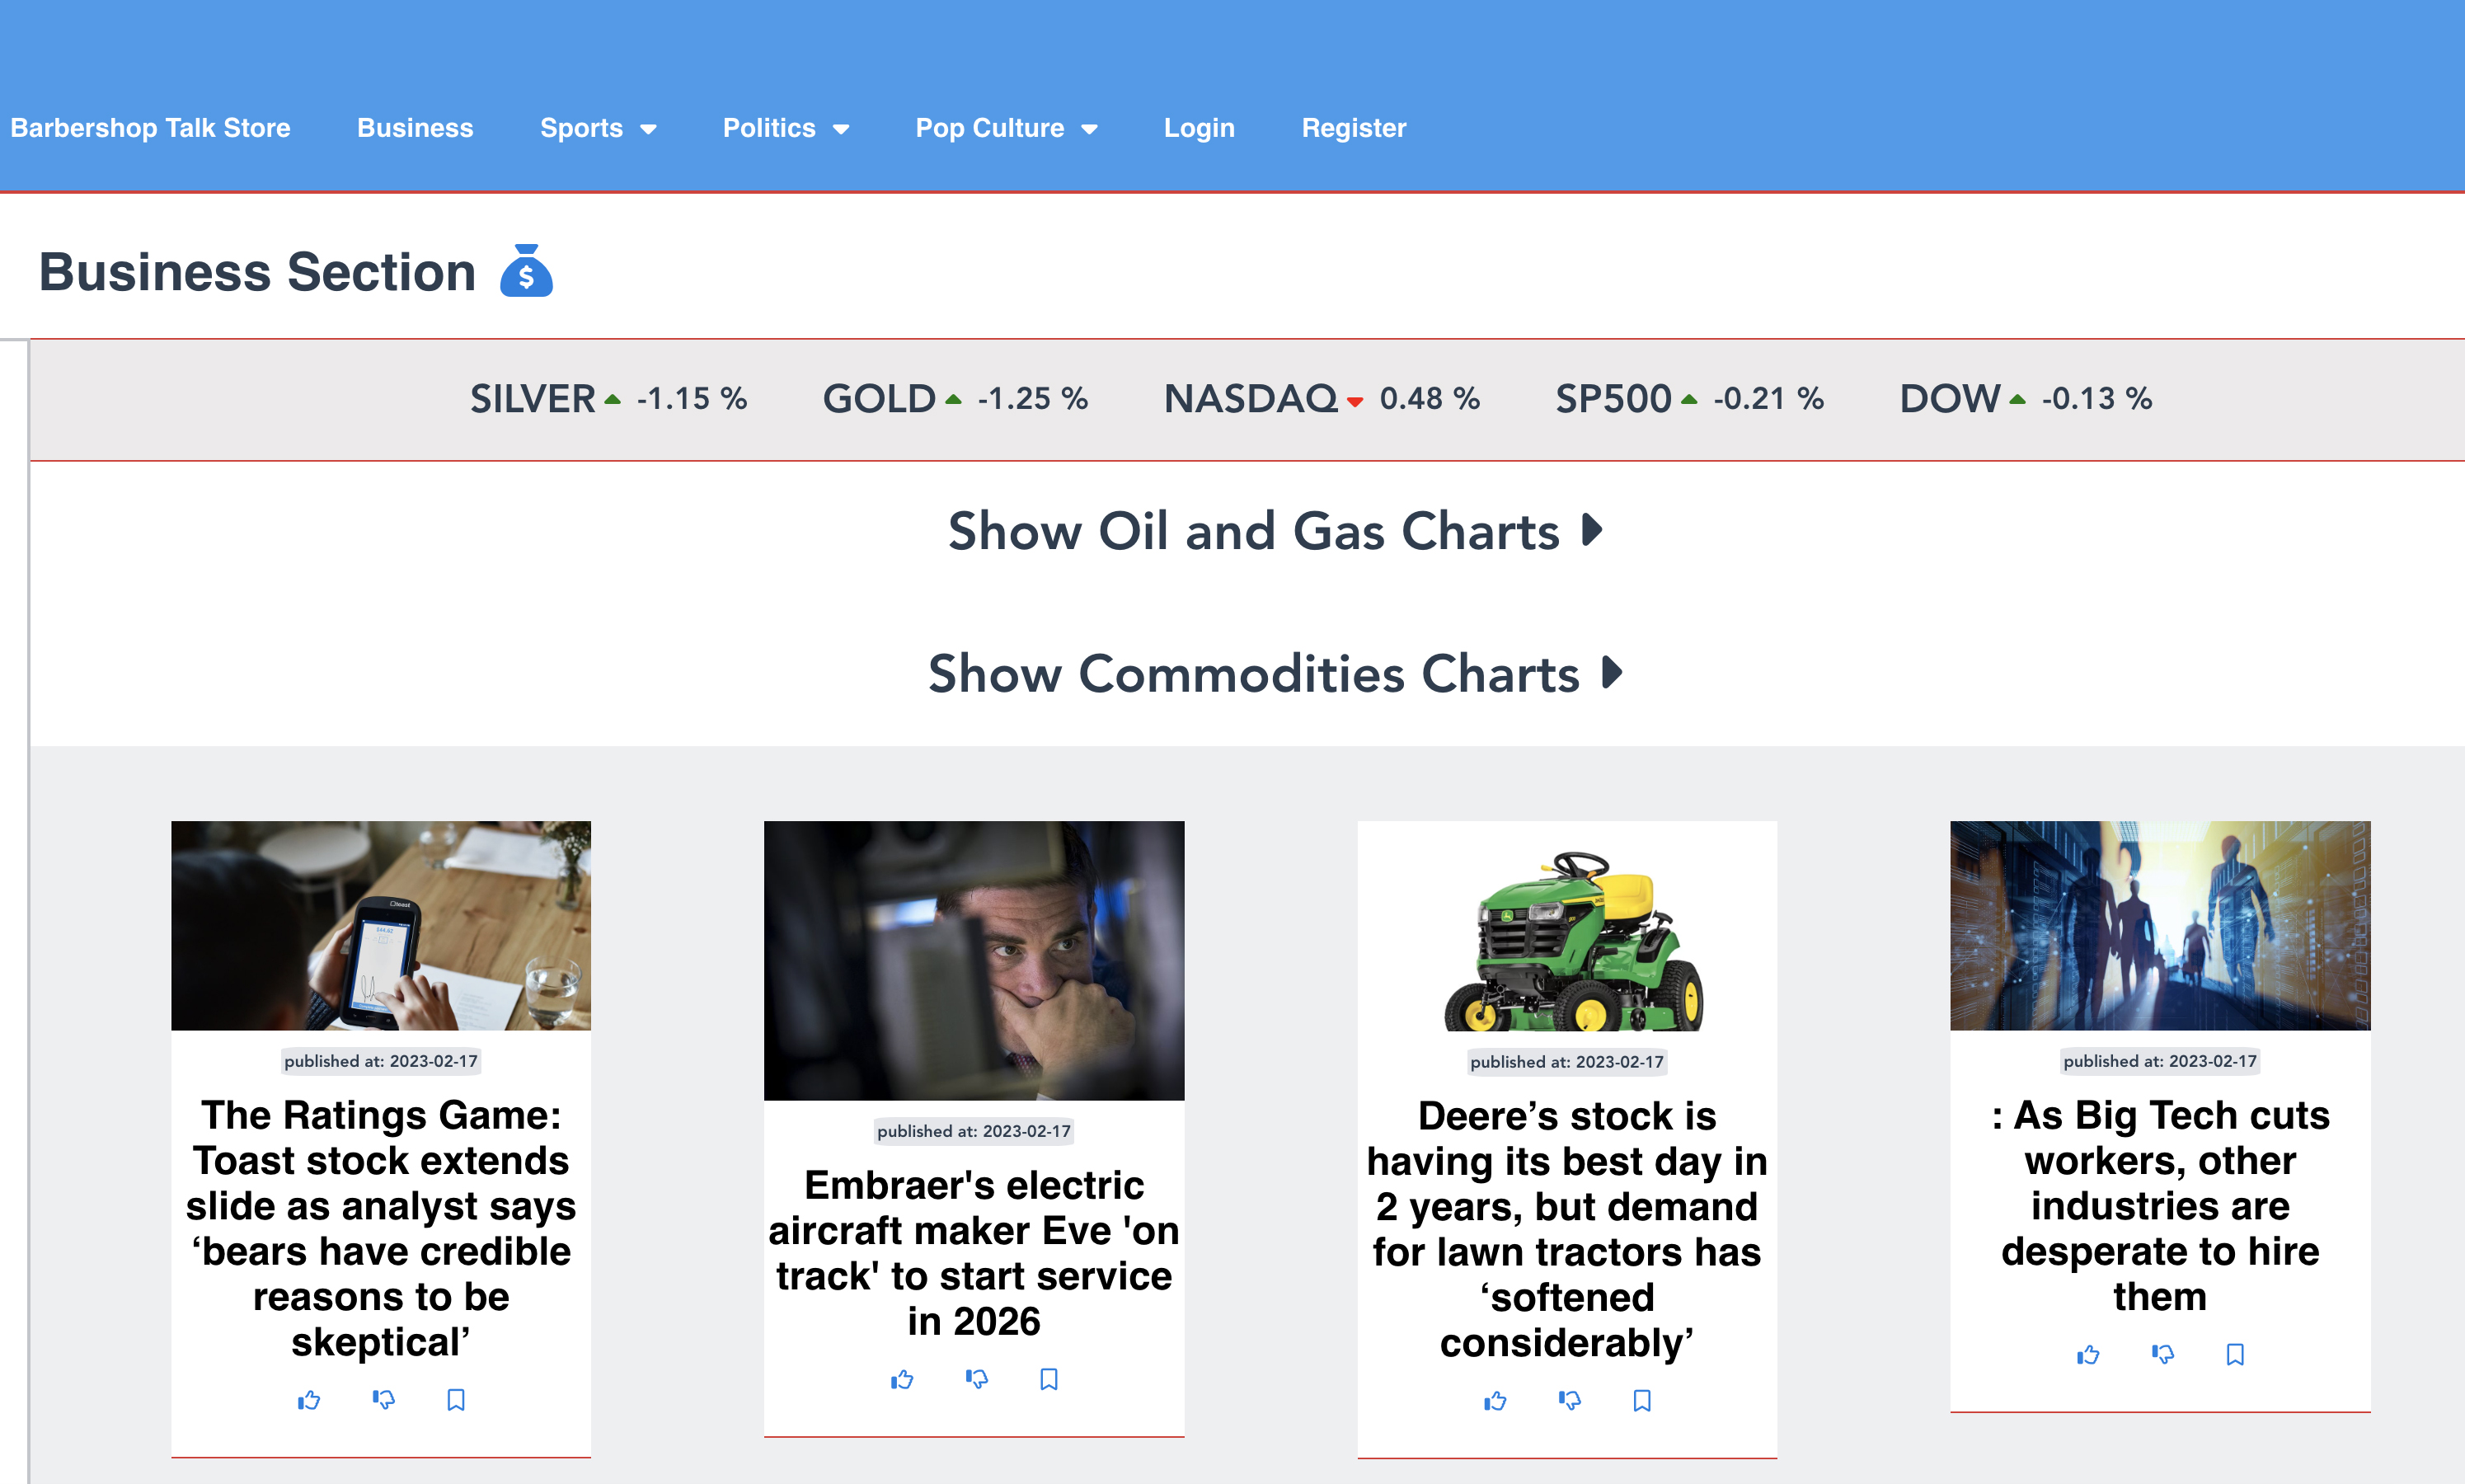 Barbershop Talk Store Business Sports Politics Pop Culture Login Register
Business Section
$
SILVER -1.15 % GOLD -1.25 % NASDAQ 0.48 % SP500 -0.21 % DOW -0.13 %
Show Oil and Gas Charts
Show Commodities Charts
toast
published at: 2023-02-17
The Ratings Game:
Toast stock extends
slide as analyst says
‘bears have credible
reasons to be
skeptical’
published at: 2023-02-17
Embraer's electric
aircraft maker Eve 'on
track' to start service
in 2026
published at: 2023-02-17
Deere’s stock is
having its best day in
2 years, but demand
for lawn tractors has
‘softened
considerably’
published at: 2023-02-17
: As Big Tech cuts
workers, other
industries are
desperate to hire
them